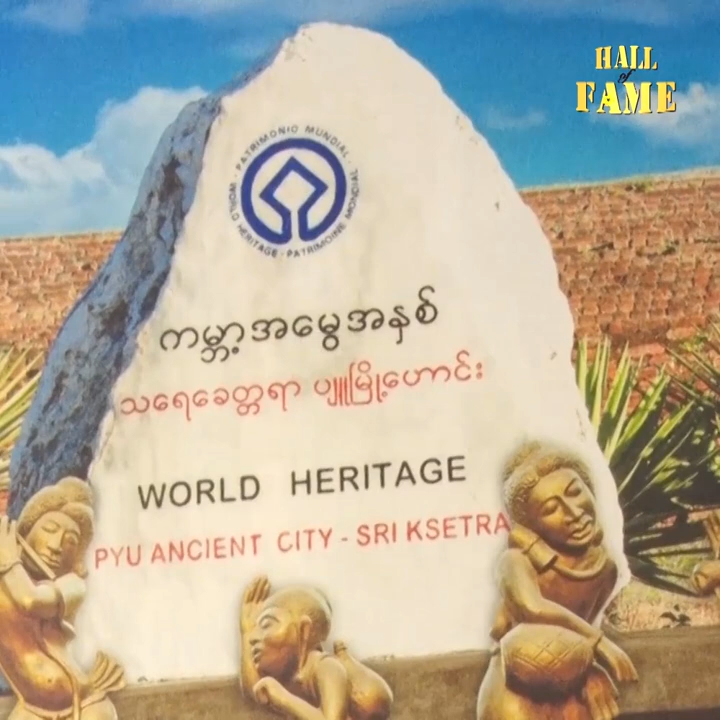 HALL
of
FAME
WORLD HERITAGE · PATRIMONIO MUNDIAL · PATRIMOINE MONDIAL
ကမ္ဘာ့အမွေအနှစ်
သရေခေတ္တရာ ပျူမြို့ဟောင်း
WORLD HERITAGE
PYU ANCIENT CITY - SRI KSETRA